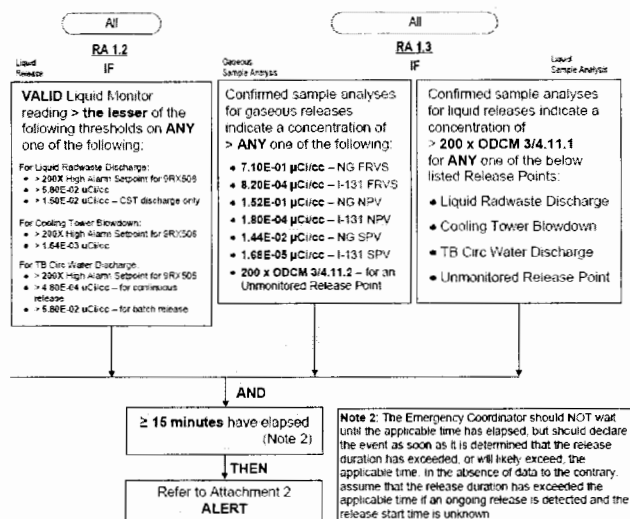 All
All
RA 1.2
RA 1.3
Liquid
Release
IF
Gaseous
Sample Analysis
IF
Liquid
Sample Analysis
VALID Liquid Monitor
reading > the lesser of the
following thresholds on ANY
one of the following:
For Liquid Radwaste Discharge:
• > 200X High Alarm Setpoint for 9RX508
• > 5.80E-02 uCi/cc
• > 1.50E-02 uCi/cc – CST discharge only
For Cooling Tower Blowdown:
• > 200X High Alarm Setpoint for 9RX506
• > 1.64E-03 uCi/cc
For TB Circ Water Discharge:
• > 200X High Alarm Setpoint for 9RX505
• > 4.80E-04 uCi/cc – for continuous
release
• > 5.80E-02 uCi/cc – for batch release
Confirmed sample analyses
for gaseous releases
indicate a concentration of
> ANY one of the following:
• 7.10E-01 µCi/cc – NG FRVS
• 8.20E-04 µCi/cc – I-131 FRVS
• 1.52E-01 µCi/cc – NG NPV
• 1.80E-04 µCi/cc – I-131 NPV
• 1.44E-02 µCi/cc – NG SPV
• 1.68E-05 µCi/cc – I-131 SPV
• 200 x ODCM 3/4.11.2 – for an
Unmonitored Release Point
Confirmed sample analyses
for liquid releases indicate a
concentration of
> 200 x ODCM 3/4.11.1
for ANY one of the below
listed Release Points:
• Liquid Radwaste Discharge
• Cooling Tower Blowdown
• TB Circ Water Discharge
• Unmonitored Release Point
AND
≥ 15 minutes have elapsed
(Note 2)
THEN
Refer to Attachment 2
ALERT
Note 2: The Emergency Coordinator should NOT wait
until the applicable time has elapsed, but should declare
the event as soon as it is determined that the release
duration has exceeded, or will likely exceed, the
applicable time. In the absence of data to the contrary,
assume that the release duration has exceeded the
applicable time if an ongoing release is detected and the
release start time is unknown